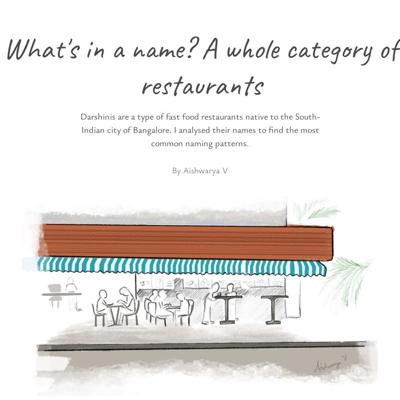 What's in a name? A whole category of
restaurants
Darshinis are a type of fast food restaurants native to the South-
Indian city of Bangalore. I analysed their names to find the most
common naming patterns.
By Aishwarya V